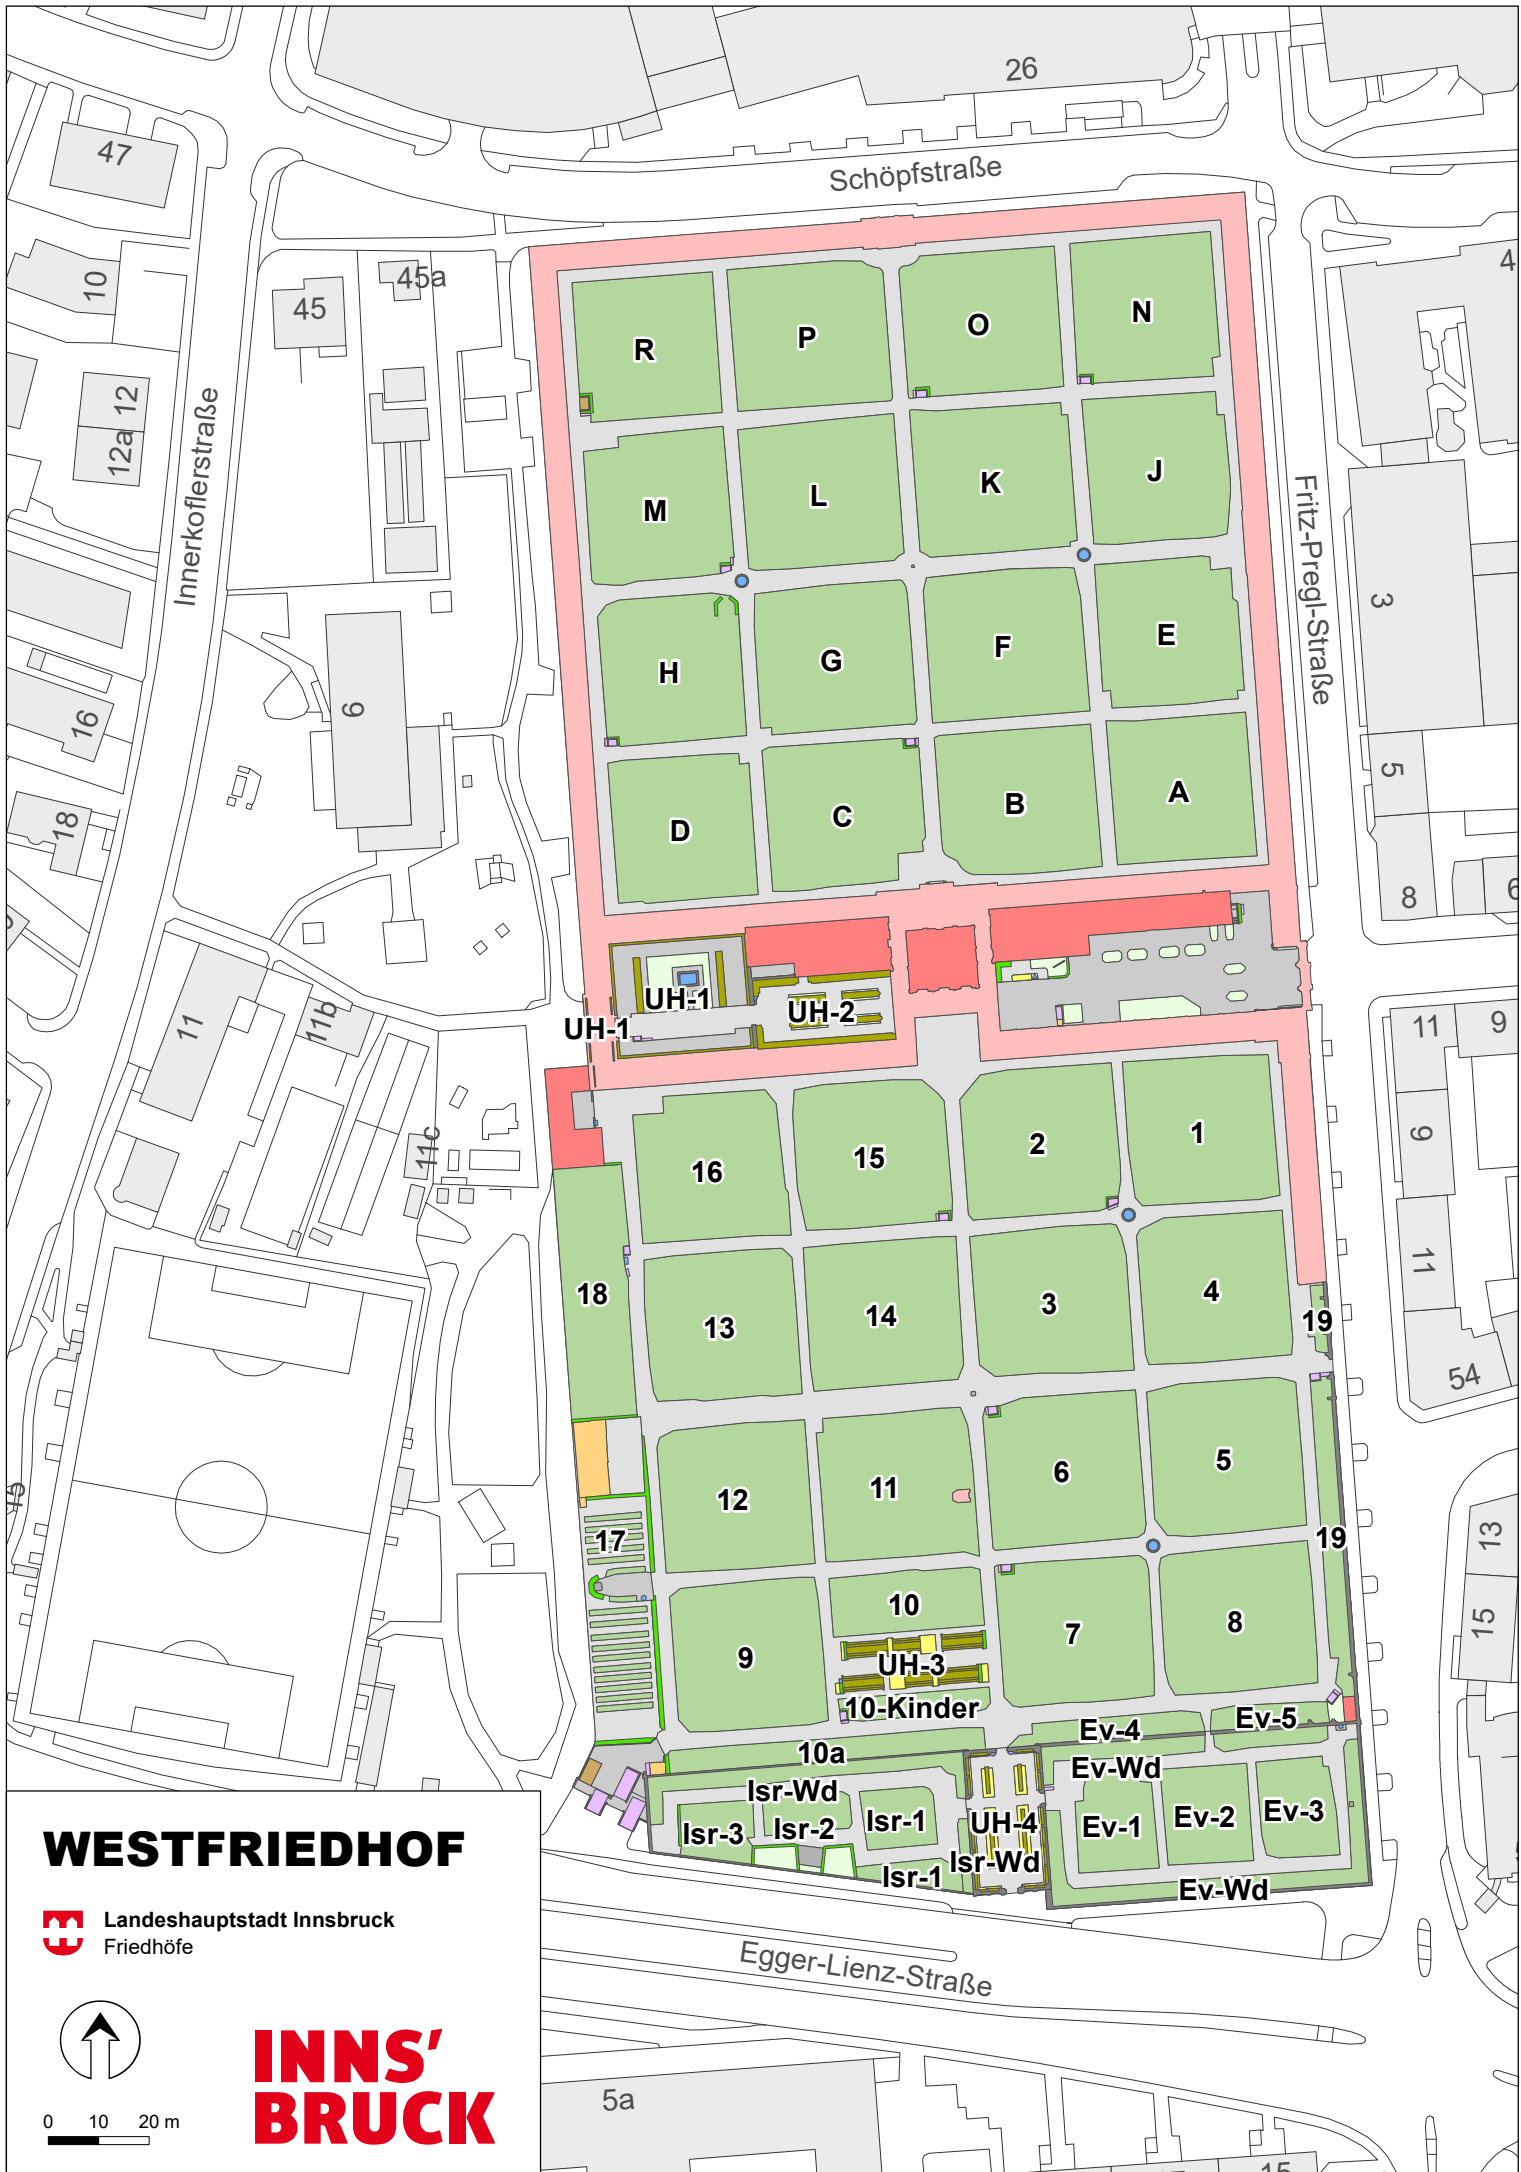 26
47
Schöpfstraße
10
45
45a
4
N
O
P
R
12
12a
Innerkoflerstraße
J
K
L
M
Fritz-Pregl-Straße
3
E
F
G
H
6
16
5
A
B
C
D
18
8
6
UH-1
UH-2
UH-1
11
11b
11
9
1
2
15
16
9
11c
18
4
3
14
13
19
11
54
5
6
11
12
17
19
13
15
10
7
8
9
UH-3
10-Kinder
15
Ev-4
Ev-5
10a
Ev-Wd
Isr-Wd
Isr-3
Isr-2
Isr-1
UH-4
Ev-1
Ev-2
Ev-3
Isr-Wd
Isr-1
Ev-Wd
WESTFRIEDHOF
Landeshauptstadt Innsbruck
Friedhöfe
Egger-Lienz-Straße
INNS'
BRUCK
0 10 20 m
5a
15